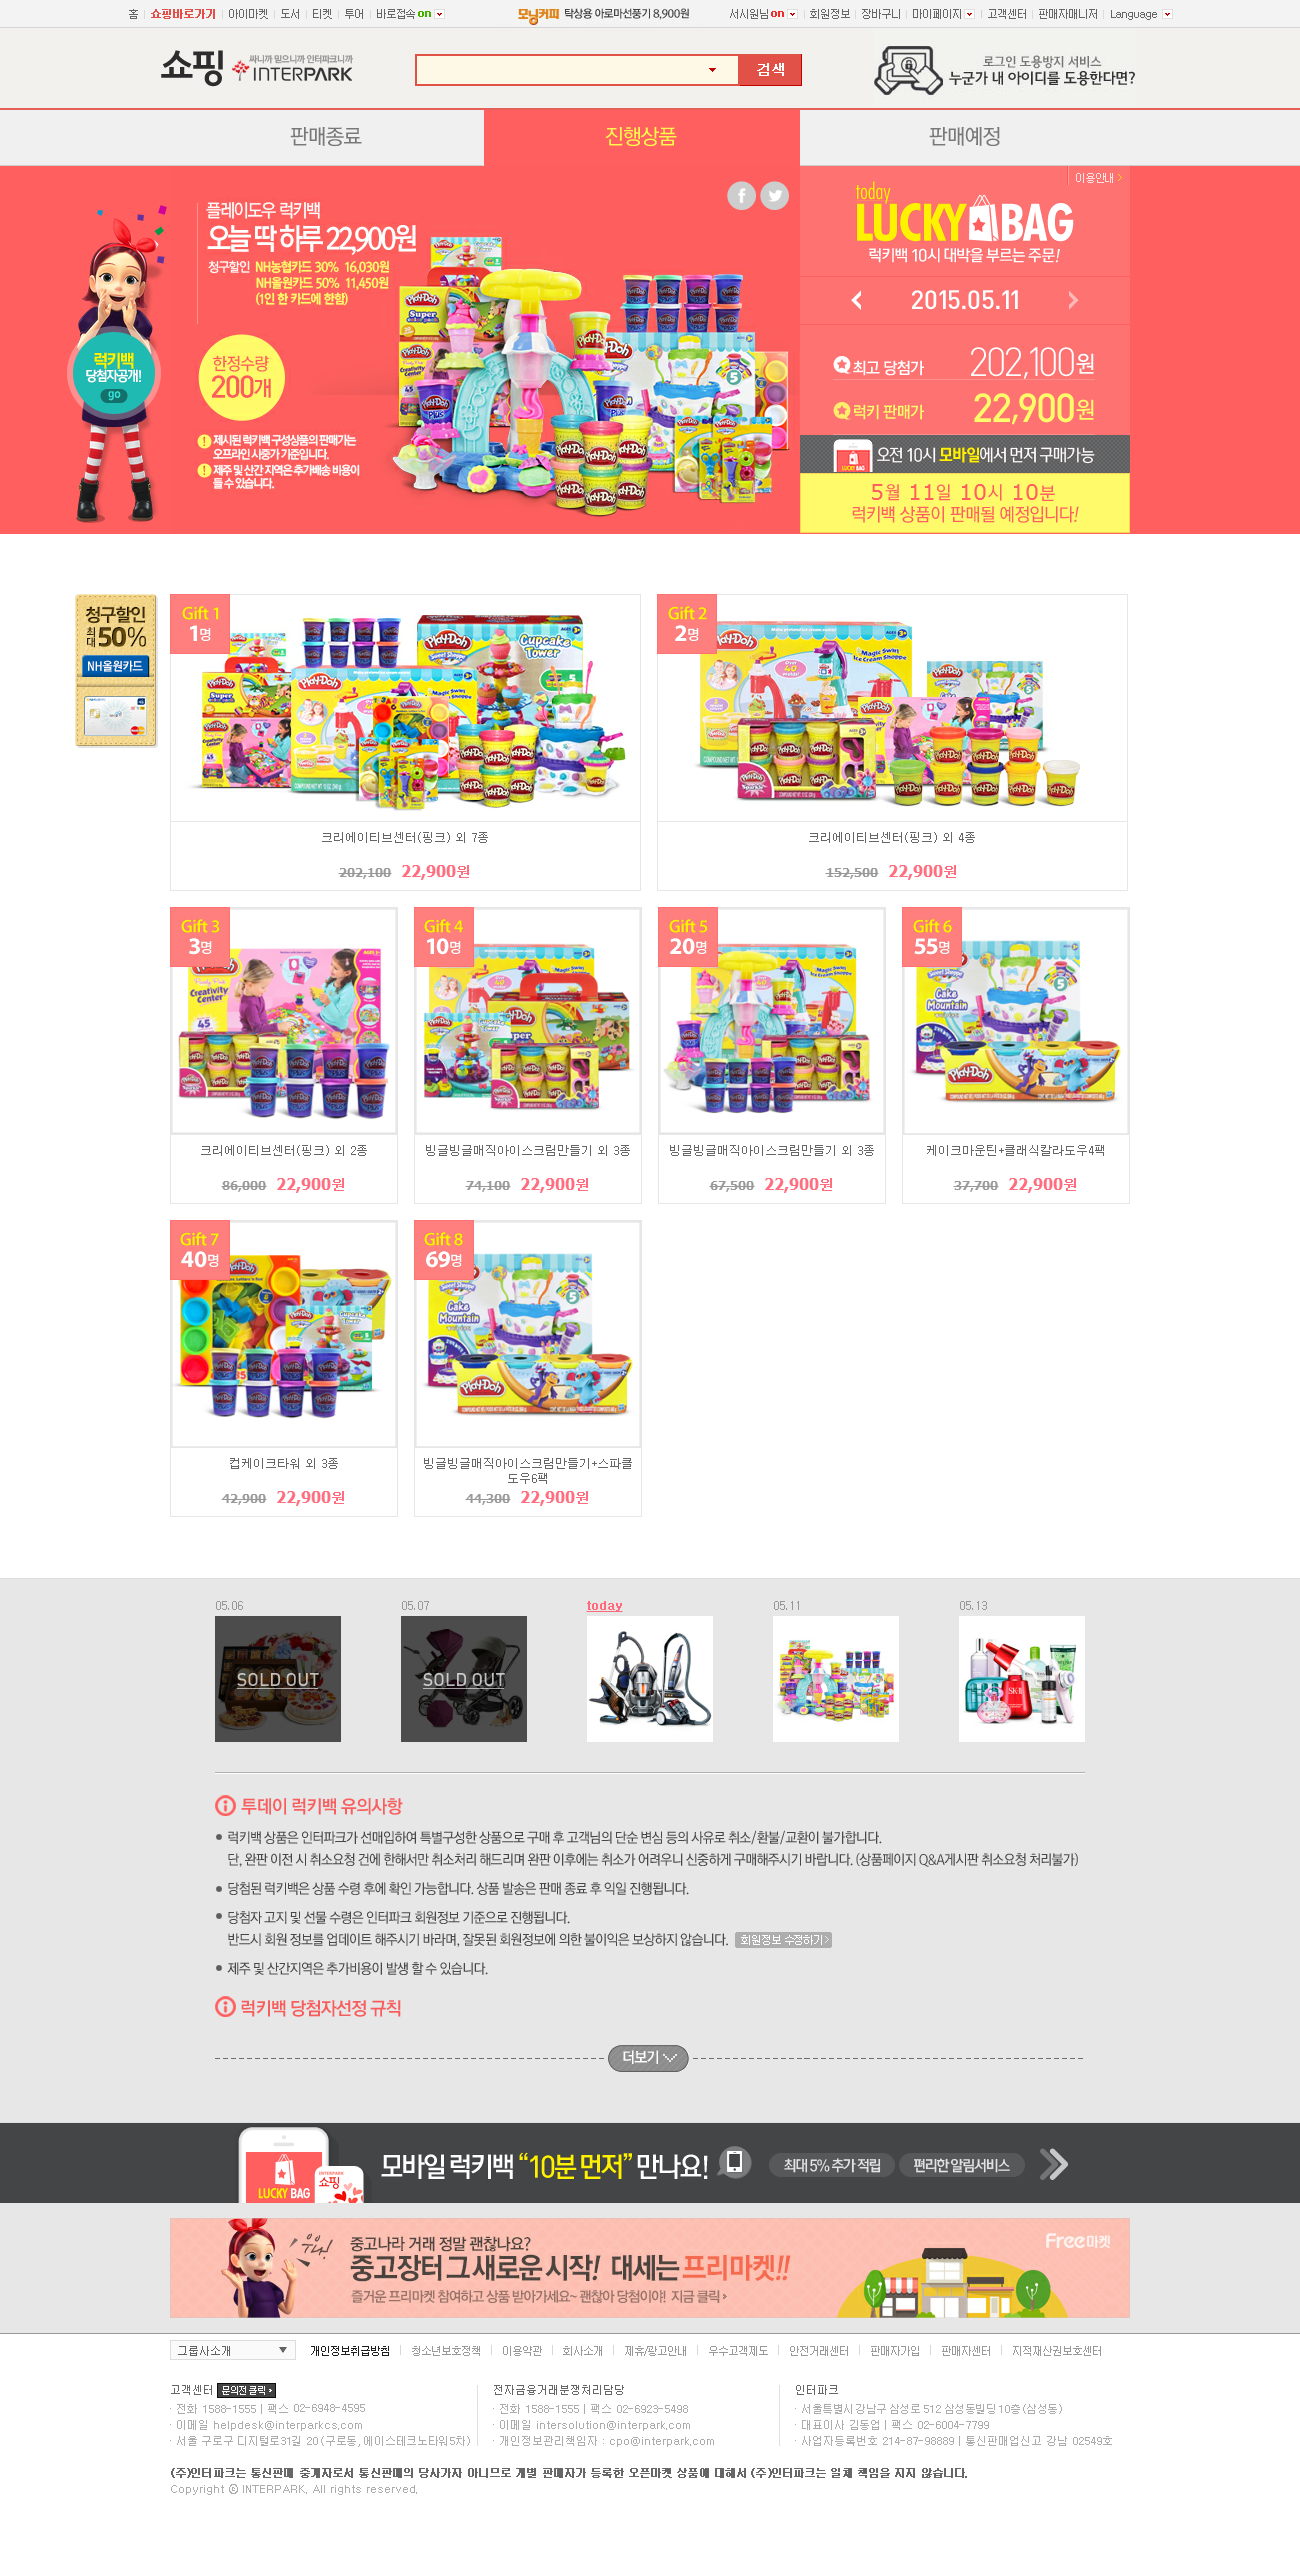 홈 쇼핑바로가기 아이마켓 도서 티켓 투어 바로접속 on
모닝커피 탁상용 아로마선풍기 8,900원
서시원님 on 회원정보 장바구니 마이페이지 고객센터 판매자매니저 Language
쇼핑 싸니까 믿으니까 인터파크니까
INTERPARK
검색
로그인 도용방지 서비스
누군가 내 아이디를 도용한다면?
판매종료
진행상품
판매예정
플레이도우 럭키백
오늘 딱 하루 22,900원
청구할인 NH농협카드 30% 16,030원
NH올원카드 50% 11,450원
(1인 한 카드에 한함)
한정수량
200개
제시된 럭키백 구성상품의 판매가는
오프라인 시중가 기준입니다.
제주 및 산간 지역은 추가배송 비용이
들 수 있습니다.
럭키백
당첨자공개!
go
이용안내
today
LUCKY BAG
럭키백 10시 대박을 부르는 주문!
2015.05.11
최고 당첨가 202,100원
럭키 판매가 22,900원
LUCKY BAG
오전 10시 모바일에서 먼저 구매가능
5월 11일 10시 10분
럭키백 상품이 판매될 예정입니다!
청구할인
최대 50%
NH올원카드
Gift 1
1명
크리에이티브센터(핑크) 외 7종
202,100 22,900원
Gift 2
2명
크리에이티브센터(핑크) 외 4종
152,500 22,900원
Gift 3
3명
크리에이티브센터(핑크) 외 2종
86,000 22,900원
Gift 4
10명
빙글빙글매직아이스크림만들기 외 3종
74,100 22,900원
Gift 5
20명
빙글빙글매직아이스크림만들기 외 3종
67,500 22,900원
Gift 6
55명
케이크마운틴+클래식칼라도우4팩
37,700 22,900원
Gift 7
40명
컵케이크타워 외 3종
42,900 22,900원
Gift 8
69명
빙글빙글매직아이스크림만들기+스파클
도우6팩
44,300 22,900원
05.06
SOLD OUT
05.07
SOLD OUT
today
05.11
05.13
투데이 럭키백 유의사항
럭키백 상품은 인터파크가 선매입하여 특별구성한 상품으로 구매 후 고객님의 단순 변심 등의 사유로 취소/환불/교환이 불가합니다.
단, 완판 이전 시 취소요청 건에 한해서만 취소처리 해드리며 완판 이후에는 취소가 어려우니 신중하게 구매해주시기 바랍니다. (상품페이지 Q&A게시판 취소요청 처리불가)
당첨된 럭키백은 상품 수령 후에 확인 가능합니다. 상품 발송은 판매 종료 후 익일 진행됩니다.
당첨자 고지 및 선물 수령은 인터파크 회원정보 기준으로 진행됩니다.
반드시 회원 정보를 업데이트 해주시기 바라며, 잘못된 회원정보에 의한 불이익은 보상하지 않습니다. 회원정보 수정하기
제주 및 산간지역은 추가비용이 발생 할 수 있습니다.
럭키백 당첨자선정 규칙
더보기
LUCKY BAG
INTERPARK
쇼핑
모바일 럭키백 “10분 먼저” 만나요!
최대 5% 추가 적립
편리한 알림서비스
중고나라 거래 정말 괜찮나요?
중고장터 그 새로운 시작! 대세는 프리마켓!!
즐거운 프리마켓 참여하고 상품 받아가세요~ 괜찮아 당첨이야! 지금 클릭
Free마켓
그룹사소개 개인정보취급방침 청소년보호정책 이용약관 회사소개 제휴/광고안내 우수고객제도 안전거래센터 판매자가입 판매자센터 지적재산권보호센터
고객센터 문의전 클릭
전화 1588-1555 | 팩스 02-6948-4595
이메일 helpdesk@interparkcs.com
서울 구로구 디지털로31길 20 (구로동, 에이스테크노타워5차)
전자금융거래분쟁처리담당
전화 1588-1555 | 팩스 02-6923-5498
이메일 intersolution@interpark.com
개인정보관리책임자 : cpo@interpark.com
인터파크
서울특별시 강남구 삼성로 512 삼성동빌딩 10층 (삼성동)
대표이사 김동업 | 팩스 02-6004-7799
사업자등록번호 214-87-98889 | 통신판매업신고 강남 02549호
(주)인터파크는 통신판매 중개자로서 통신판매의 당사자가 아니므로 개별 판매자가 등록한 오픈마켓 상품에 대해서 (주)인터파크는 일체 책임을 지지 않습니다.
Copyright ⓒ INTERPARK. All rights reserved.